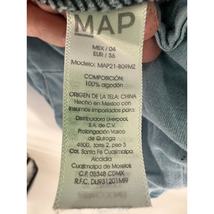 MAP
MEX / 04
EUR / 36
Modelo: MAP21-809M2
COMPOSICIÓN:
100% algodón
ORIGEN DE LA TELA: CHINA
Hecho en México con
insumos importados para:
Distribuidora Liverpool
S.A. de C.V.
Prolongación Vasco
de Quiroga
4800, torre 2, piso 3
Col. Santa Fe Cuajimalpa
Alcaldía
Cuajimalpa de Morelos
C.P. 05348 CDMX
R.F.C. DLI931201MI9